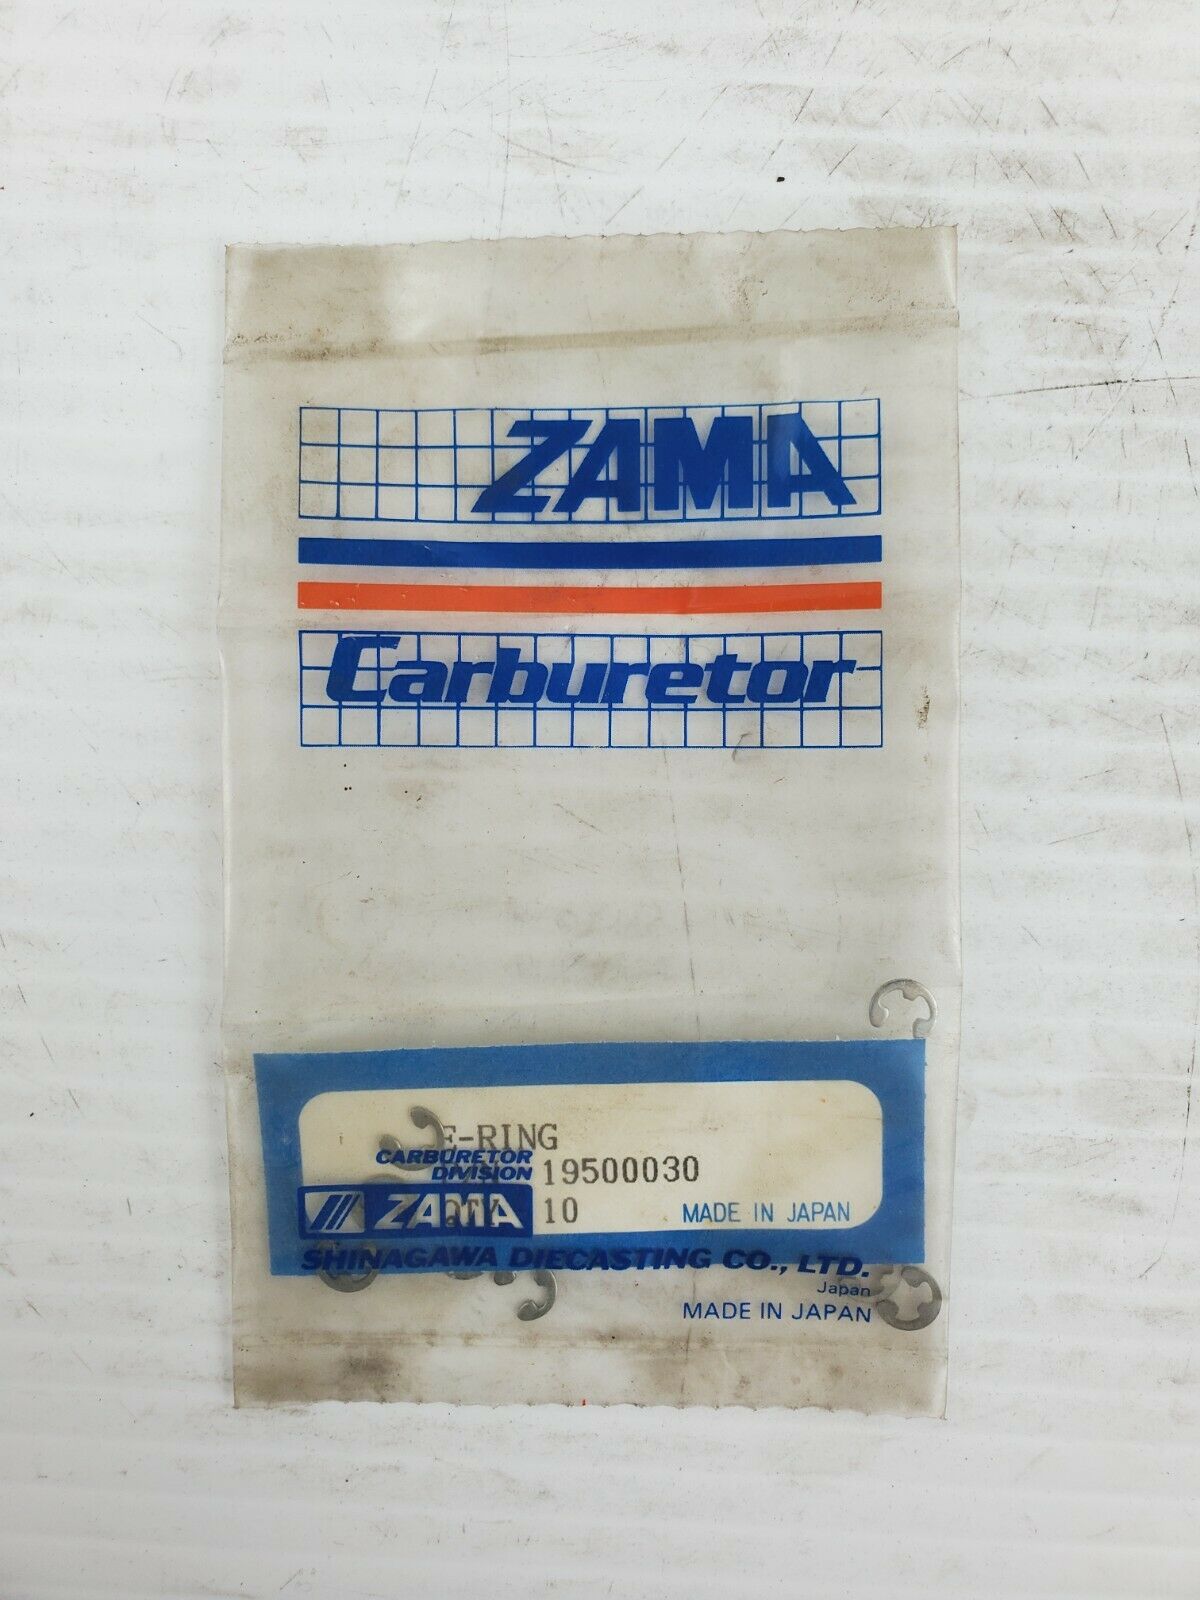 ZAMA
Carburetor
E-RING
CARBURETOR
DIVISION
19500030
ZAMA
QTY 10
MADE IN JAPAN
SHINAGAWA DIECASTING CO., LTD.
Japan
MADE IN JAPAN